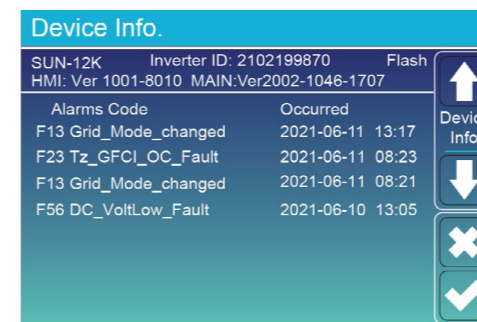 Device Info.
SUN-12K Inverter ID: 2102199870 Flash
HMI: Ver 1001-8010 MAIN:Ver2002-1046-1707
Alarms Code Occurred
F13 Grid_Mode_changed 2021-06-11 13:17
F23 Tz_GFCI_OC_Fault 2021-06-11 08:23
F13 Grid_Mode_changed 2021-06-11 08:21
F56 DC_VoltLow_Fault 2021-06-10 13:05
Device
Info